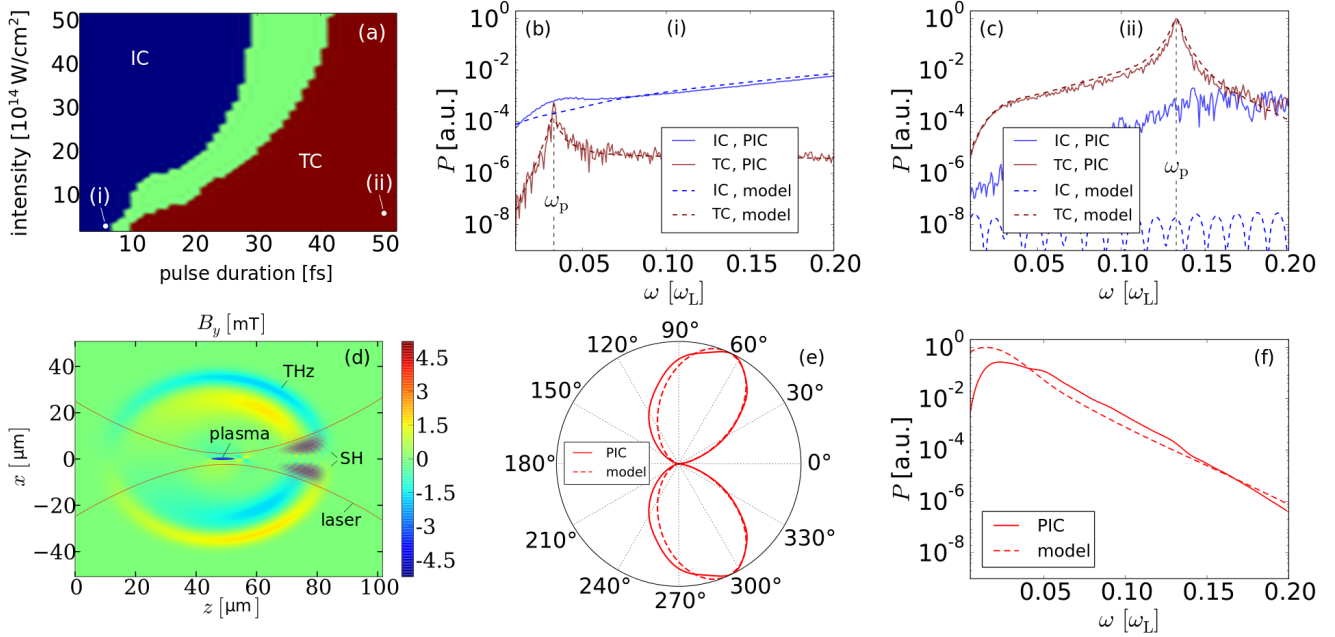 (a)
IC
TC
(i)
(ii)
50
40
30
20
10
10
20
30
40
50
intensity [10¹⁴ W/cm²]
pulse duration [fs]
(b)
(i)
10⁰
10⁻²
10⁻⁴
10⁻⁶
10⁻⁸
P [a.u.]
IC , PIC
TC, PIC
IC , model
TC, model
ωp
0.05
0.10
0.15
0.20
ω [ωL]
(c)
(ii)
10⁰
10⁻²
10⁻⁴
10⁻⁶
10⁻⁸
P [a.u.]
IC , PIC
TC, PIC
IC , model
TC, model
ωp
0.05
0.10
0.15
0.20
ω [ωL]
By [mT]
(d)
THz
plasma
SH
laser
40
20
0
−20
−40
x [µm]
0
20
40
60
80
100
z [µm]
4.5
3
1.5
0
-1.5
-3
-4.5
(e)
90°
120°
60°
150°
30°
180°
0°
210°
330°
240°
300°
270°
PIC
model
(f)
10⁰
10⁻²
10⁻⁴
10⁻⁶
10⁻⁸
P [a.u.]
PIC
model
0.05
0.10
0.15
0.20
ω [ωL]